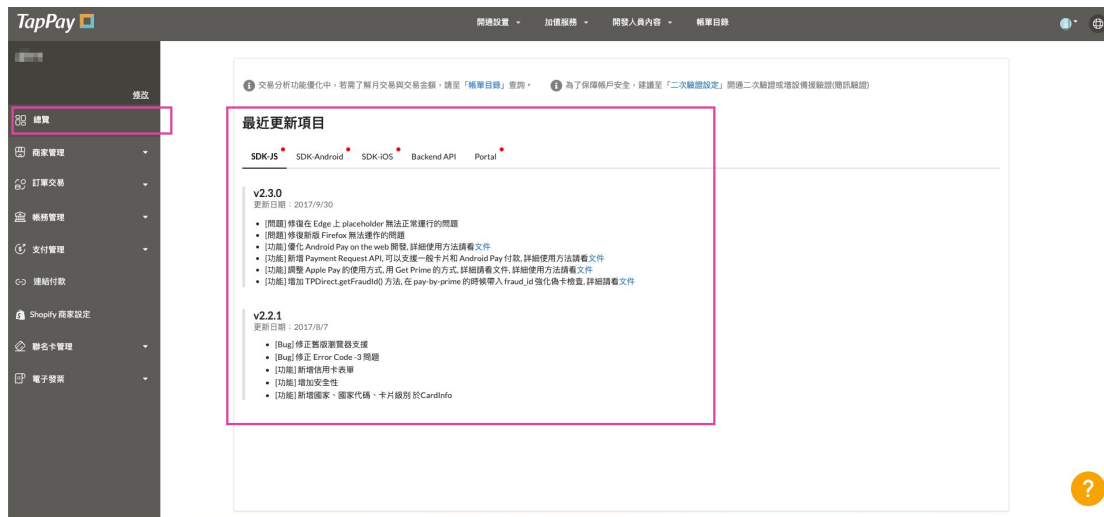 TapPay
開通設置
加值服務
開發人員內容
帳單目錄
修改
總覽
商家管理
訂單交易
帳務管理
支付管理
連結付款
Shopify 商家設定
聯名卡管理
電子發票
交易分析功能優化中，若需了解月交易與交易金額，請至「帳單目錄」查詢。 為了保障帳戶安全，建議至「二次驗證設定」開通二次驗證或增設備援驗證(簡訊驗證)
最近更新項目
SDK-JS SDK-Android SDK-iOS Backend API Portal
v2.3.0
更新日期：2017/9/30
• [問題] 修復在 Edge 上 placeholder 無法正常運行的問題
• [問題] 修復新版 Firefox 無法運作的問題
• [功能] 優化 Android Pay on the web 開發, 詳細使用方法請看文件
• [功能] 新增 Payment Request API, 可以支援一般卡片和 Android Pay 付款, 詳細使用方法請看文件
• [功能] 調整 Apple Pay 的使用方式, 用 Get Prime 的方式, 詳細請看文件, 詳細使用方法請看文件
• [功能] 增加 TPDirect.getFraudId() 方法, 在 pay-by-prime 的時候帶入 fraud_id 強化偽卡檢查, 詳細請看文件
v2.2.1
更新日期：2017/8/7
• [Bug] 修正舊版瀏覽器支援
• [Bug] 修正 Error Code -3 問題
• [功能] 新增信用卡表單
• [功能] 增加安全性
• [功能] 新增國家、國家代碼、卡片級別 於CardInfo
?